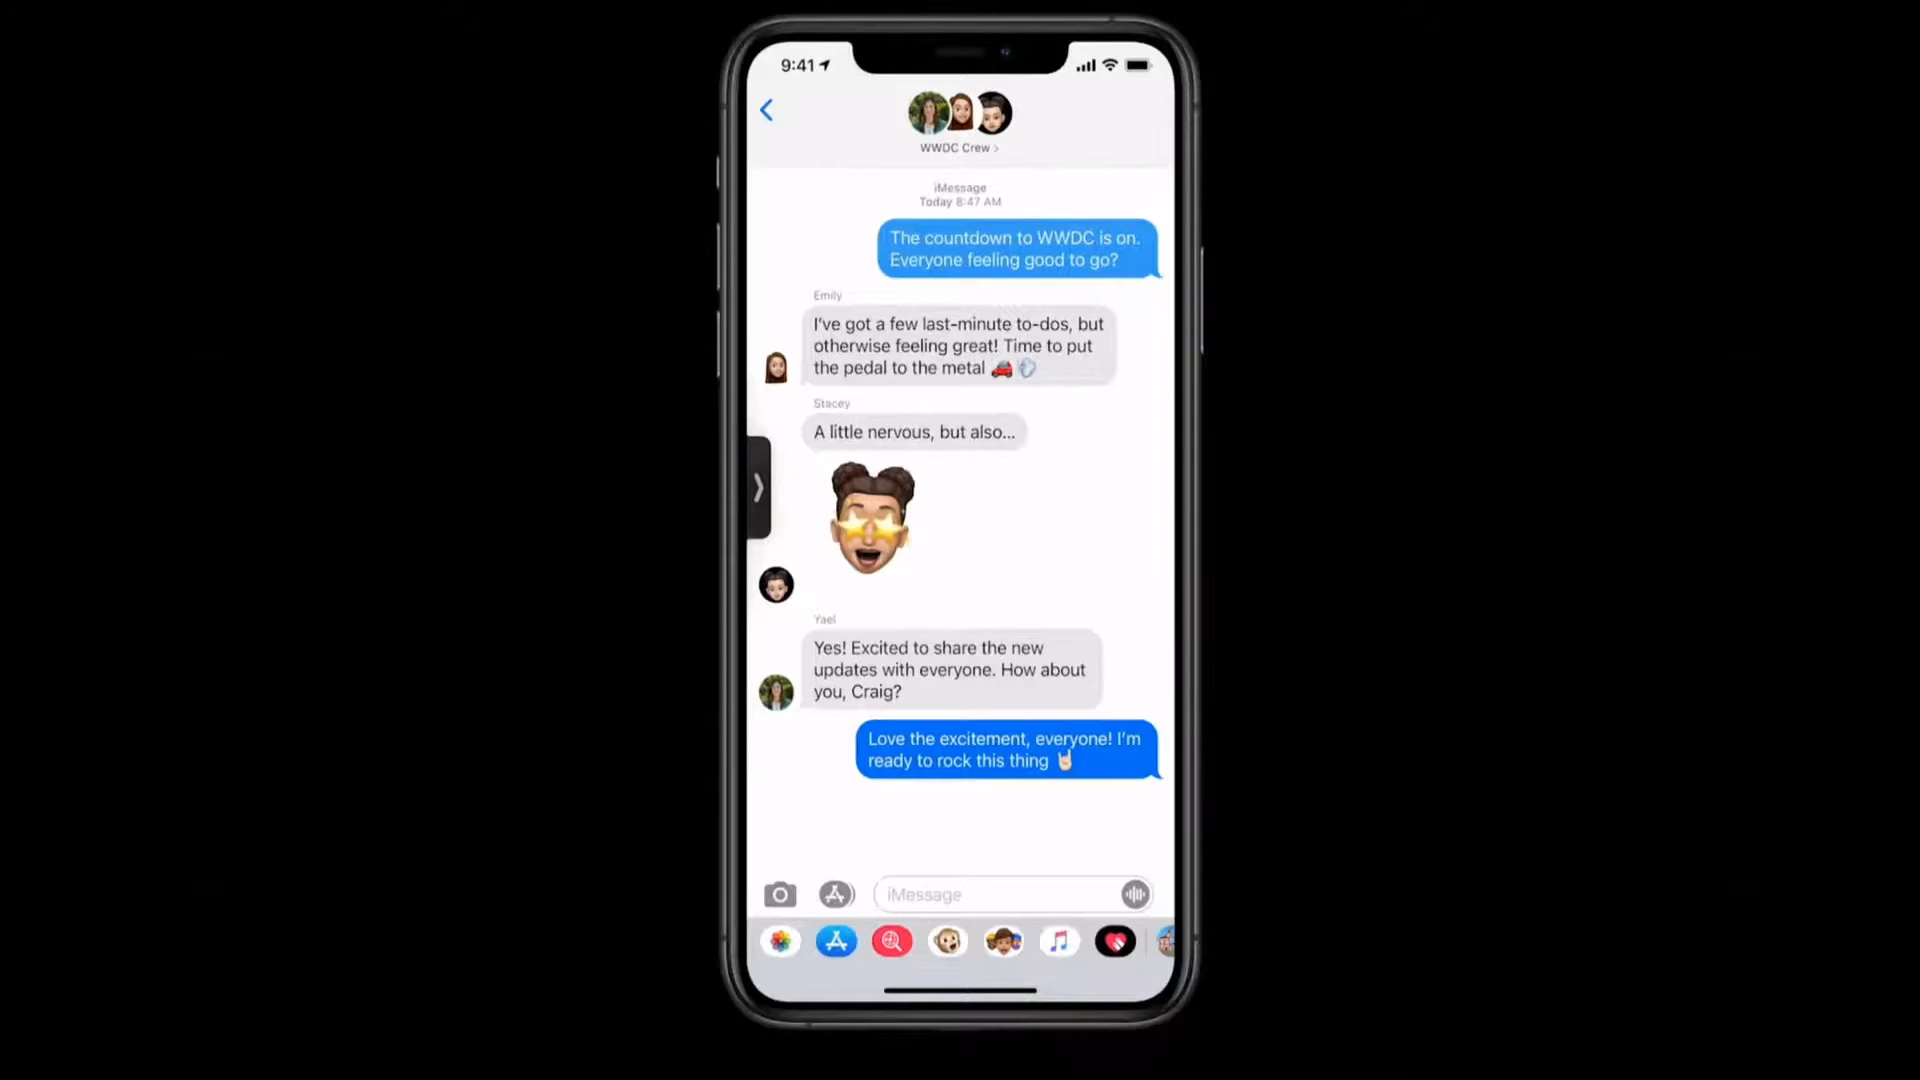 9:41
WWDC Crew >
iMessage
Today 8:47 AM
The countdown to WWDC is on.
Everyone feeling good to go?
Emily
I've got a few last-minute to-dos, but
otherwise feeling great! Time to put
the pedal to the metal 🚗 💨
Stacey
A little nervous, but also...
Yael
Yes! Excited to share the new
updates with everyone. How about
you, Craig?
Love the excitement, everyone! I'm
ready to rock this thing 🤘🏻
iMessage